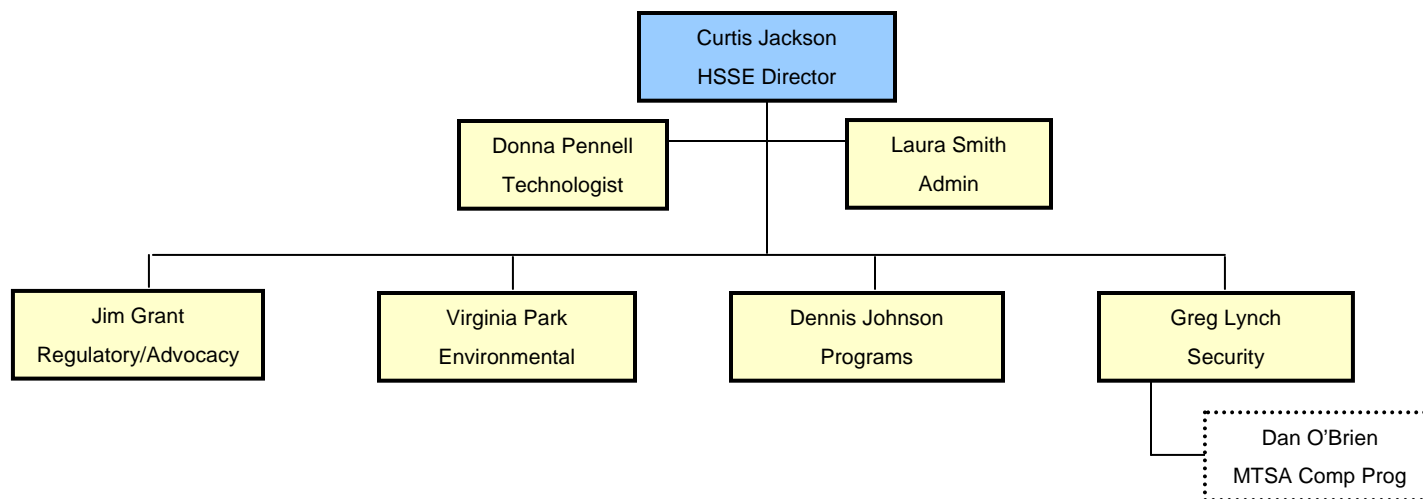 Curtis Jackson
HSSE Director
Donna Pennell
Technologist
Laura Smith
Admin
Jim Grant
Regulatory/Advocacy
Virginia Park
Environmental
Dennis Johnson
Programs
Greg Lynch
Security
Dan O’Brien
MTSA Comp Prog